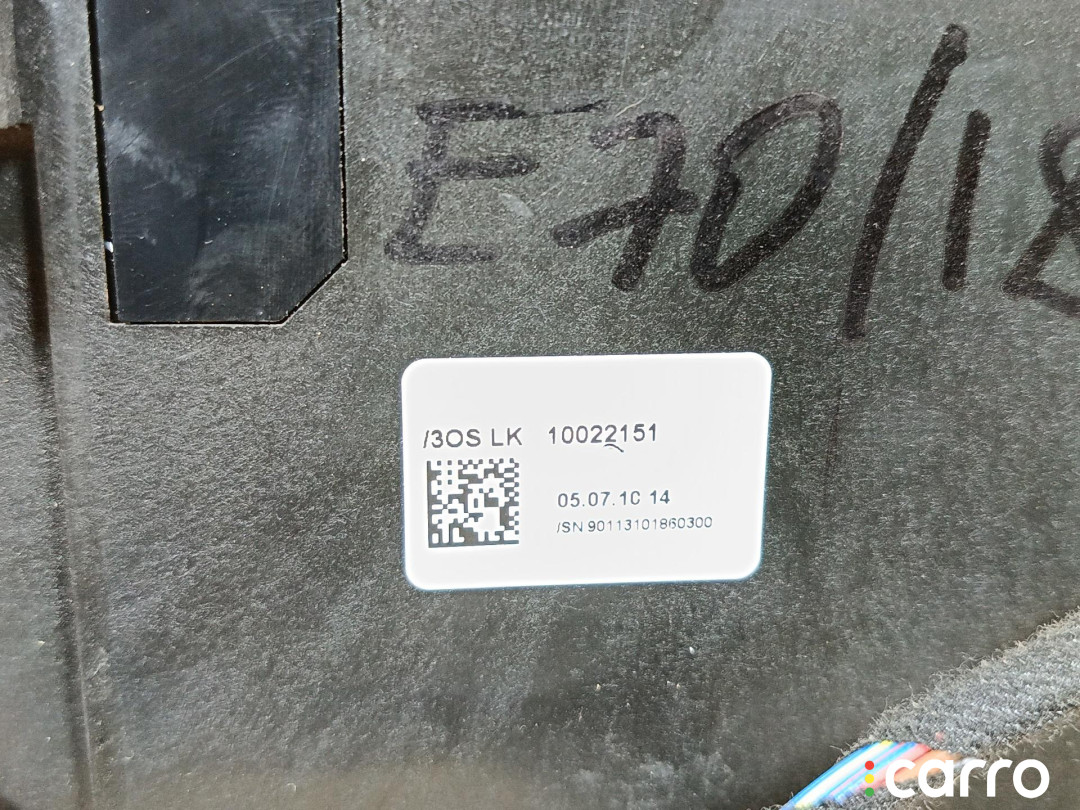 E70/18
/3OS LK 10022151
05.07.10 14
/SN 90113101860300
carro